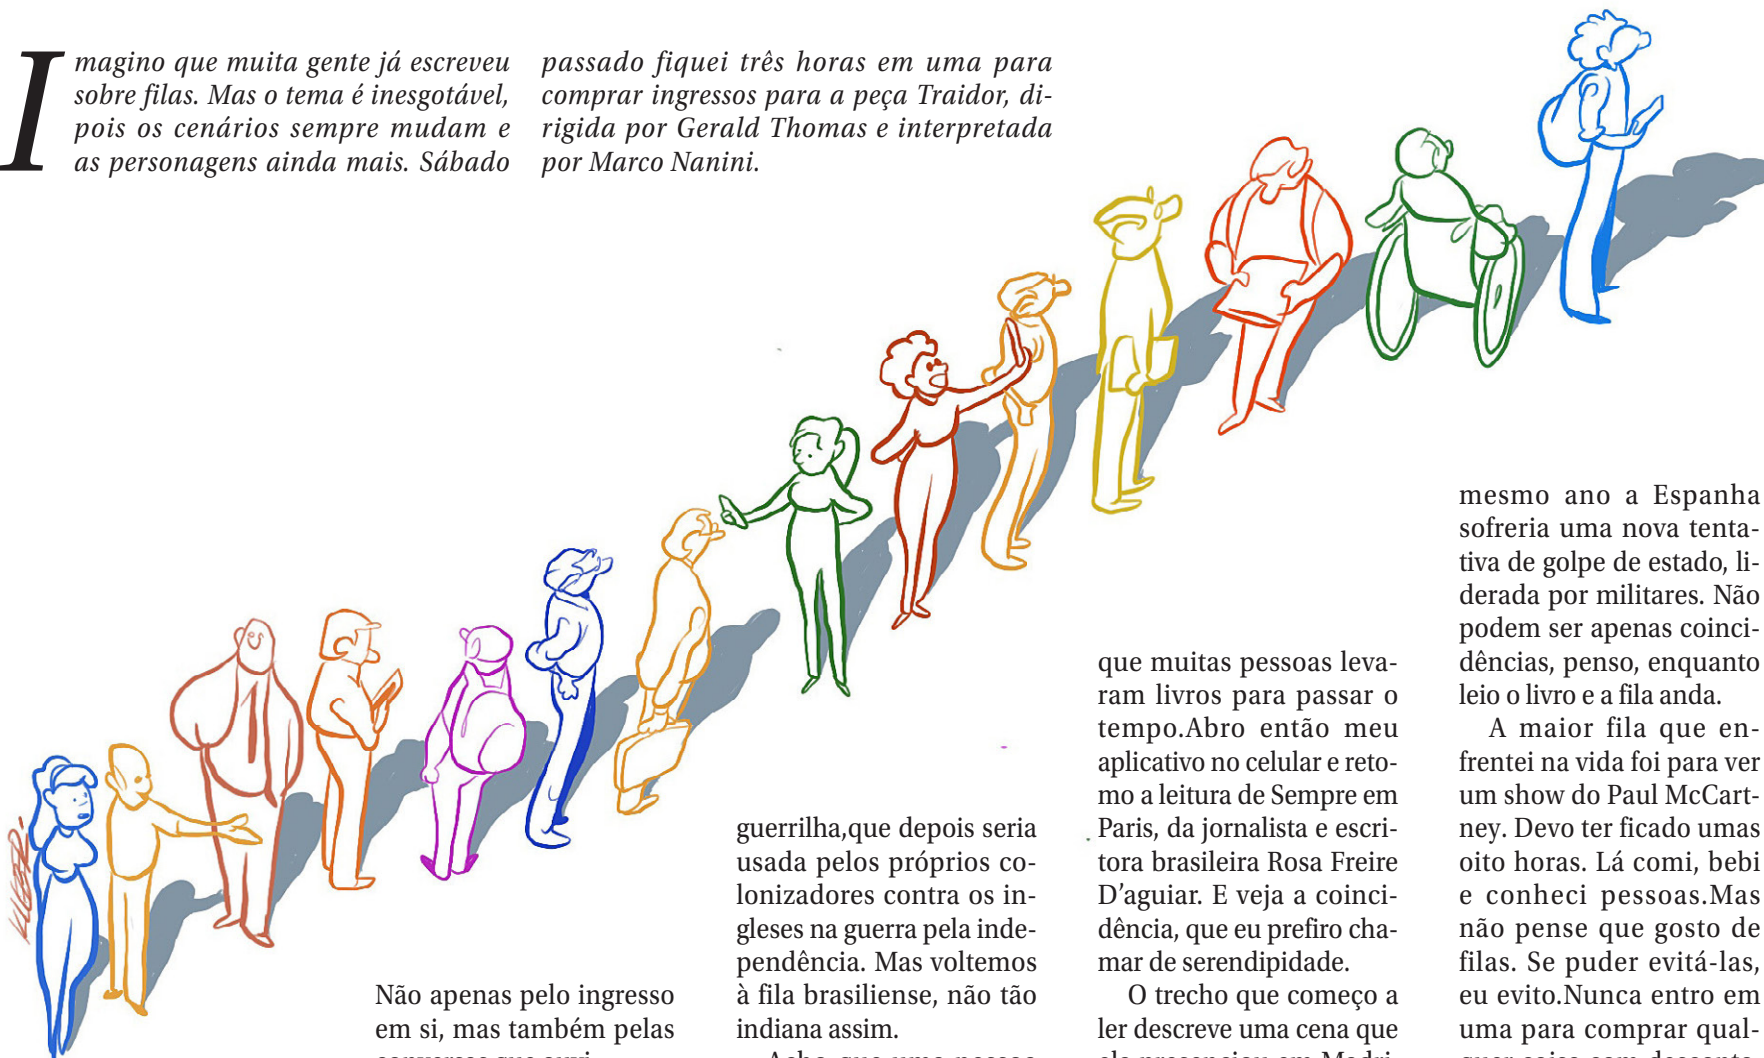 Imagino que muita gente já escreveu
sobre filas. Mas o tema é inesgotável,
pois os cenários sempre mudam e
as personagens ainda mais. Sábado
passado fiquei três horas em uma para
comprar ingressos para a peça Traidor, di-
rigida por Gerald Thomas e interpretada
por Marco Nanini.
Não apenas pelo ingresso
em si, mas também pelas
guerrilha,que depois seria
usada pelos próprios co-
lonizadores contra os in-
gleses na guerra pela inde-
pendência. Mas voltemos
à fila brasiliense, não tão
indiana assim.
Acho que uma pessoa
que muitas pessoas leva-
ram livros para passar o
tempo.Abro então meu
aplicativo no celular e reto-
mo a leitura de Sempre em
Paris, da jornalista e escri-
tora brasileira Rosa Freire
D'aguiar. E veja a coinci-
dência, que eu prefiro cha-
mar de serendipidade.
O trecho que começo a
ler descreve uma cena que
mesmo ano a Espanha
sofreria uma nova tenta-
tiva de golpe de estado, li-
derada por militares. Não
podem ser apenas coinci-
dências, penso, enquanto
leio o livro e a fila anda.
A maior fila que en-
frentei na vida foi para ver
um show do Paul McCart-
ney. Devo ter ficado umas
oito horas. Lá comi, bebi
e conheci pessoas.Mas
não pense que gosto de
filas. Se puder evitá-las,
eu evito.Nunca entro em
uma para comprar qual-